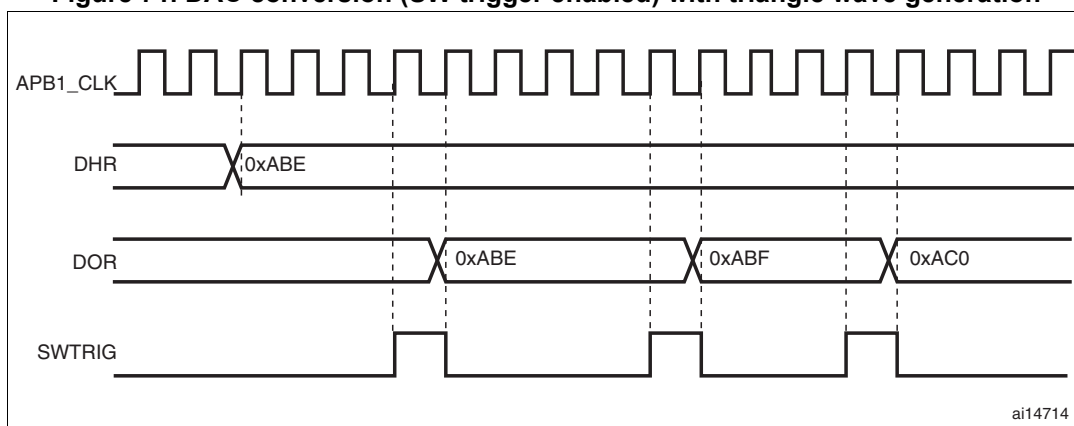 APB1_CLK
DHR
0xABE
DOR
0xABE
0xABF
0xAC0
SWTRIG
ai14714